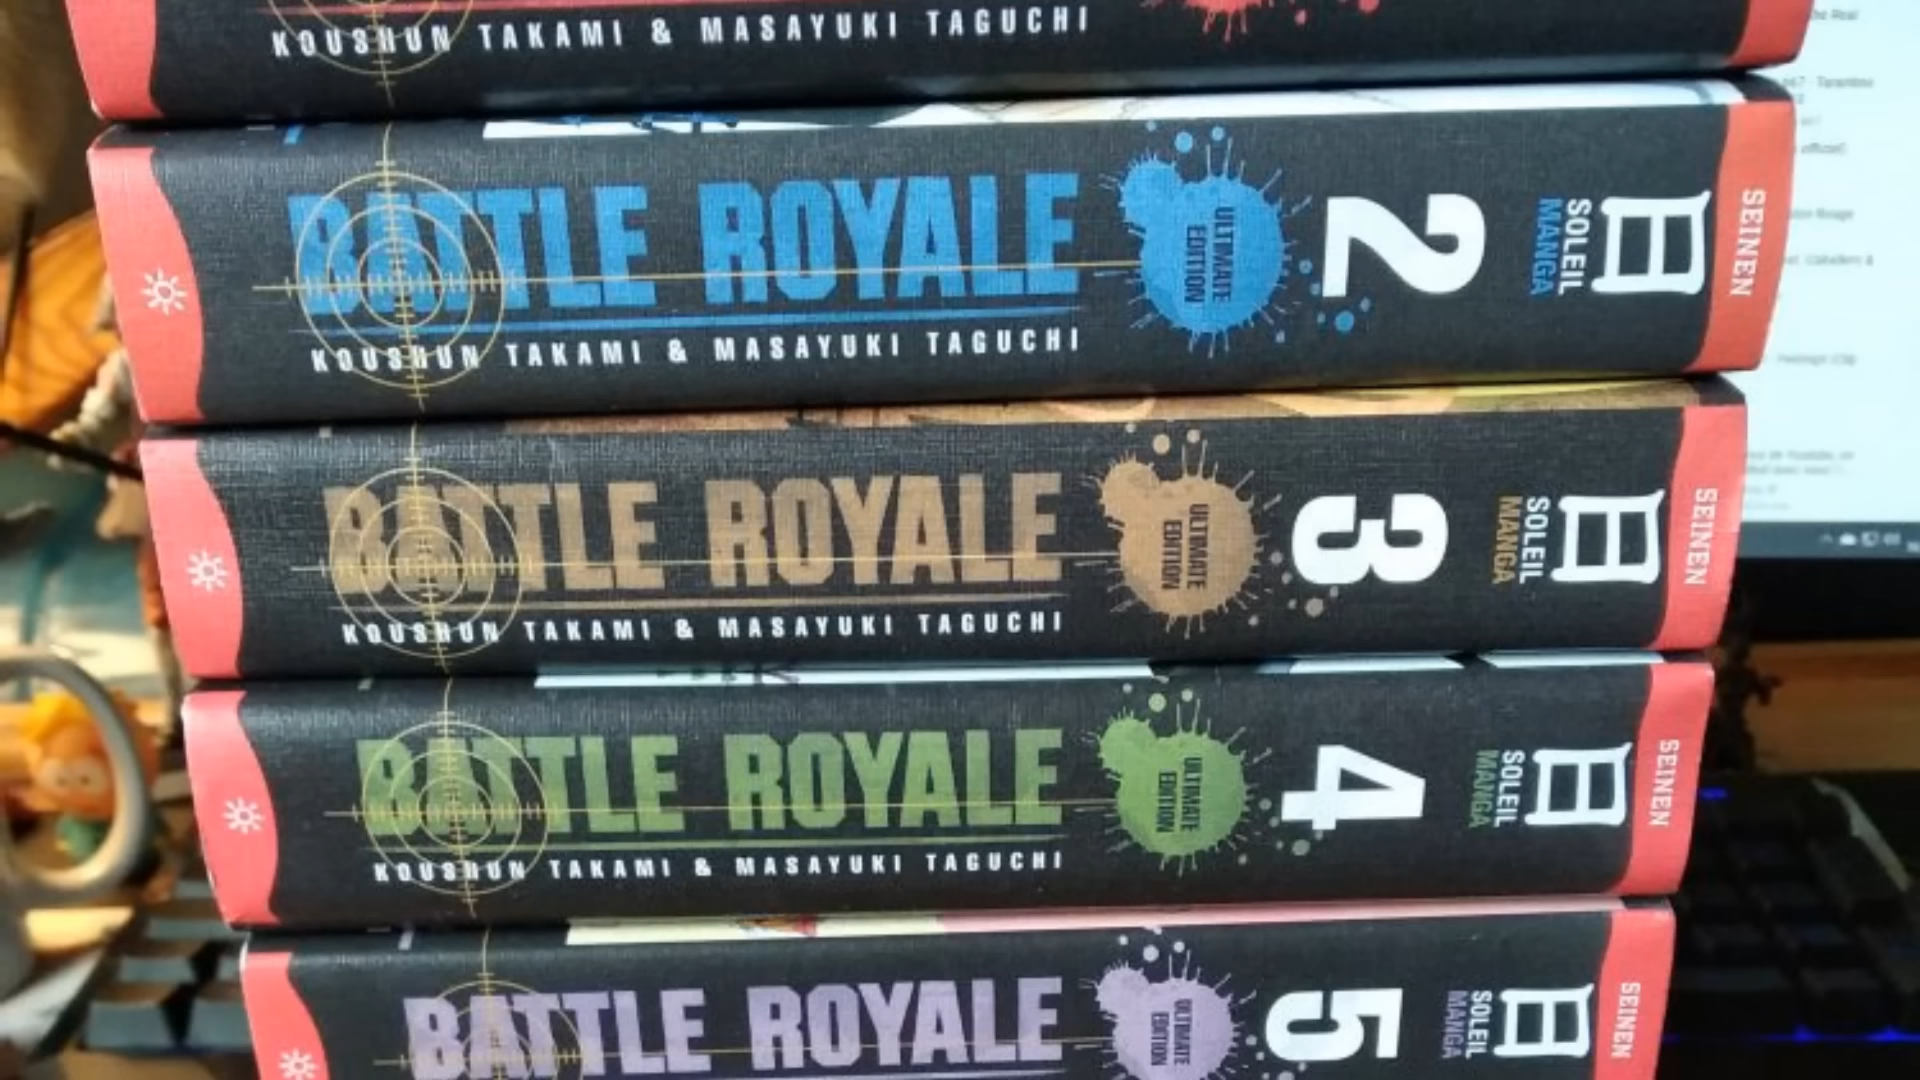 KOUSHUN TAKAMI & MASAYUKI TAGUCHI
BATTLE ROYALE
KOUSHUN TAKAMI & MASAYUKI TAGUCHI
ULTIMATE
EDITION
2
SOLEIL
MANGA
SEINEN
BATTLE ROYALE
KOUSHUN TAKAMI & MASAYUKI TAGUCHI
ULTIMATE
EDITION
3
SOLEIL
MANGA
SEINEN
BATTLE ROYALE
KOUSHUN TAKAMI & MASAYUKI TAGUCHI
ULTIMATE
EDITION
4
SOLEIL
MANGA
SEINEN
BATTLE ROYALE
ULTIMATE
EDITION
5
SOLEIL
MANGA
SEINEN